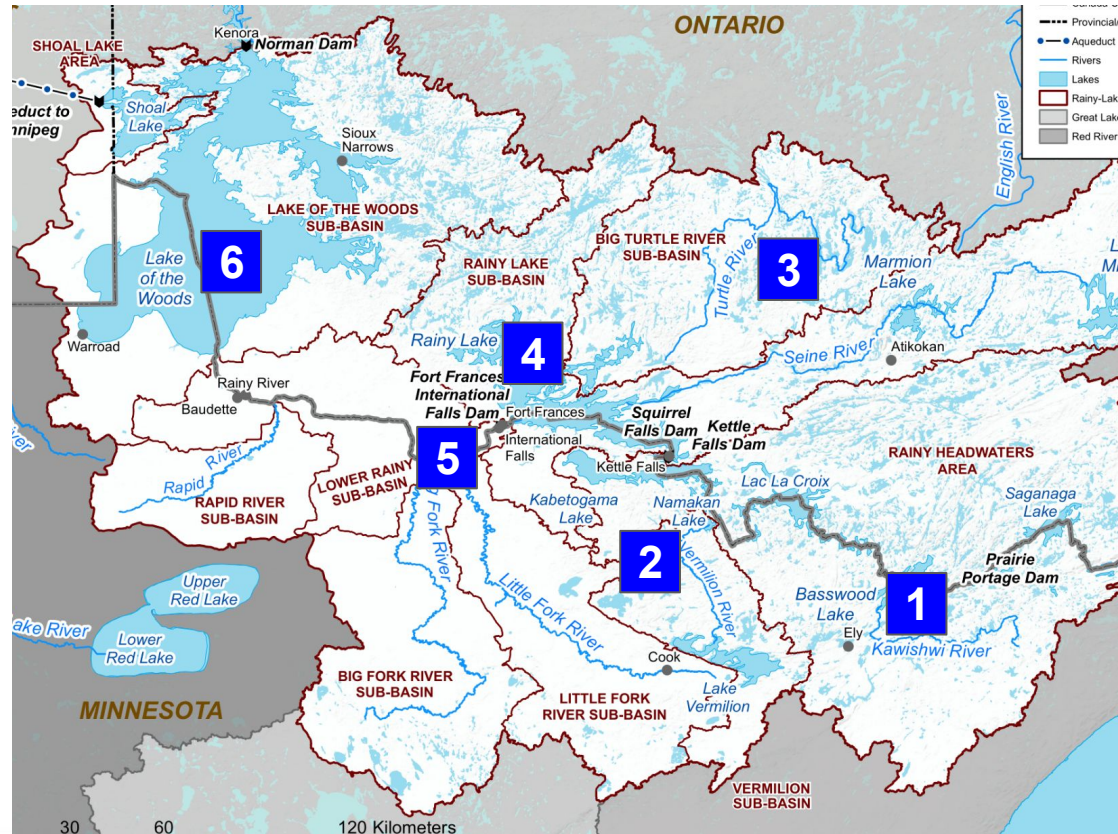 ONTARIO
Provincial
Aqueduct
Rivers
Lakes
Rainy-Lak
Great Lak
Red River
SHOAL LAKE
AREA
Kenora
Norman Dam
educt to
nnipeg
Shoal
Lake
Sioux
Narrows
English River
LAKE OF THE WOODS
SUB-BASIN
6
Lake
of the
Woods
RAINY LAKE
SUB-BASIN
BIG TURTLE RIVER
SUB-BASIN
Turtle River
3
Marmion
Lake
Warroad
Rainy Lake
4
Seine River
Atikokan
Rainy River
Baudette
Fort Frances
International
Falls Dam
Fort Frances
International
Falls
Squirrel
Falls Dam
Kettle
Falls Dam
Kettle Falls
5
RAINY HEADWATERS
AREA
Rapid
River
RAPID RIVER
SUB-BASIN
LOWER RAINY
SUB-BASIN
Kabetogama
Lake
Namakan
Lake
Lac La Croix
Saganaga
Lake
Fork River
Little Fork River
2
Vermilion River
Prairie
Portage Dam
Basswood
Lake
1
Ely
Kawishwi River
Upper
Red Lake
Lower
Red Lake
ake River
MINNESOTA
BIG FORK RIVER
SUB-BASIN
LITTLE FORK
RIVER SUB-BASIN
Cook
Lake
Vermilion
VERMILION
SUB-BASIN
30 60 120 Kilometers